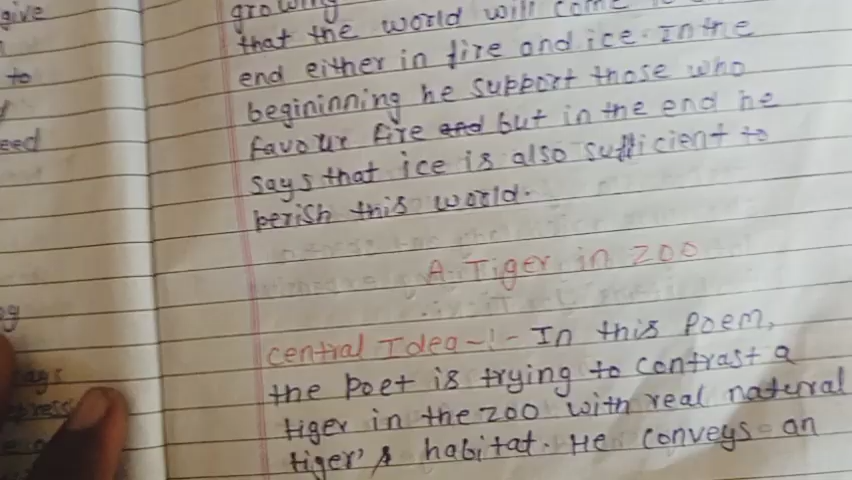 give
to
eed
growing
that the world will come
end either in fire and ice. In the
begininning he support those who
favour fire and but in the end he
says that ice is also sufficient to
perish this world.
A Tiger in Zoo
Central Idea -:- In this Poem,
the poet is trying to contrast a
tiger in the zoo with real natural
tiger's habitat. He conveys an